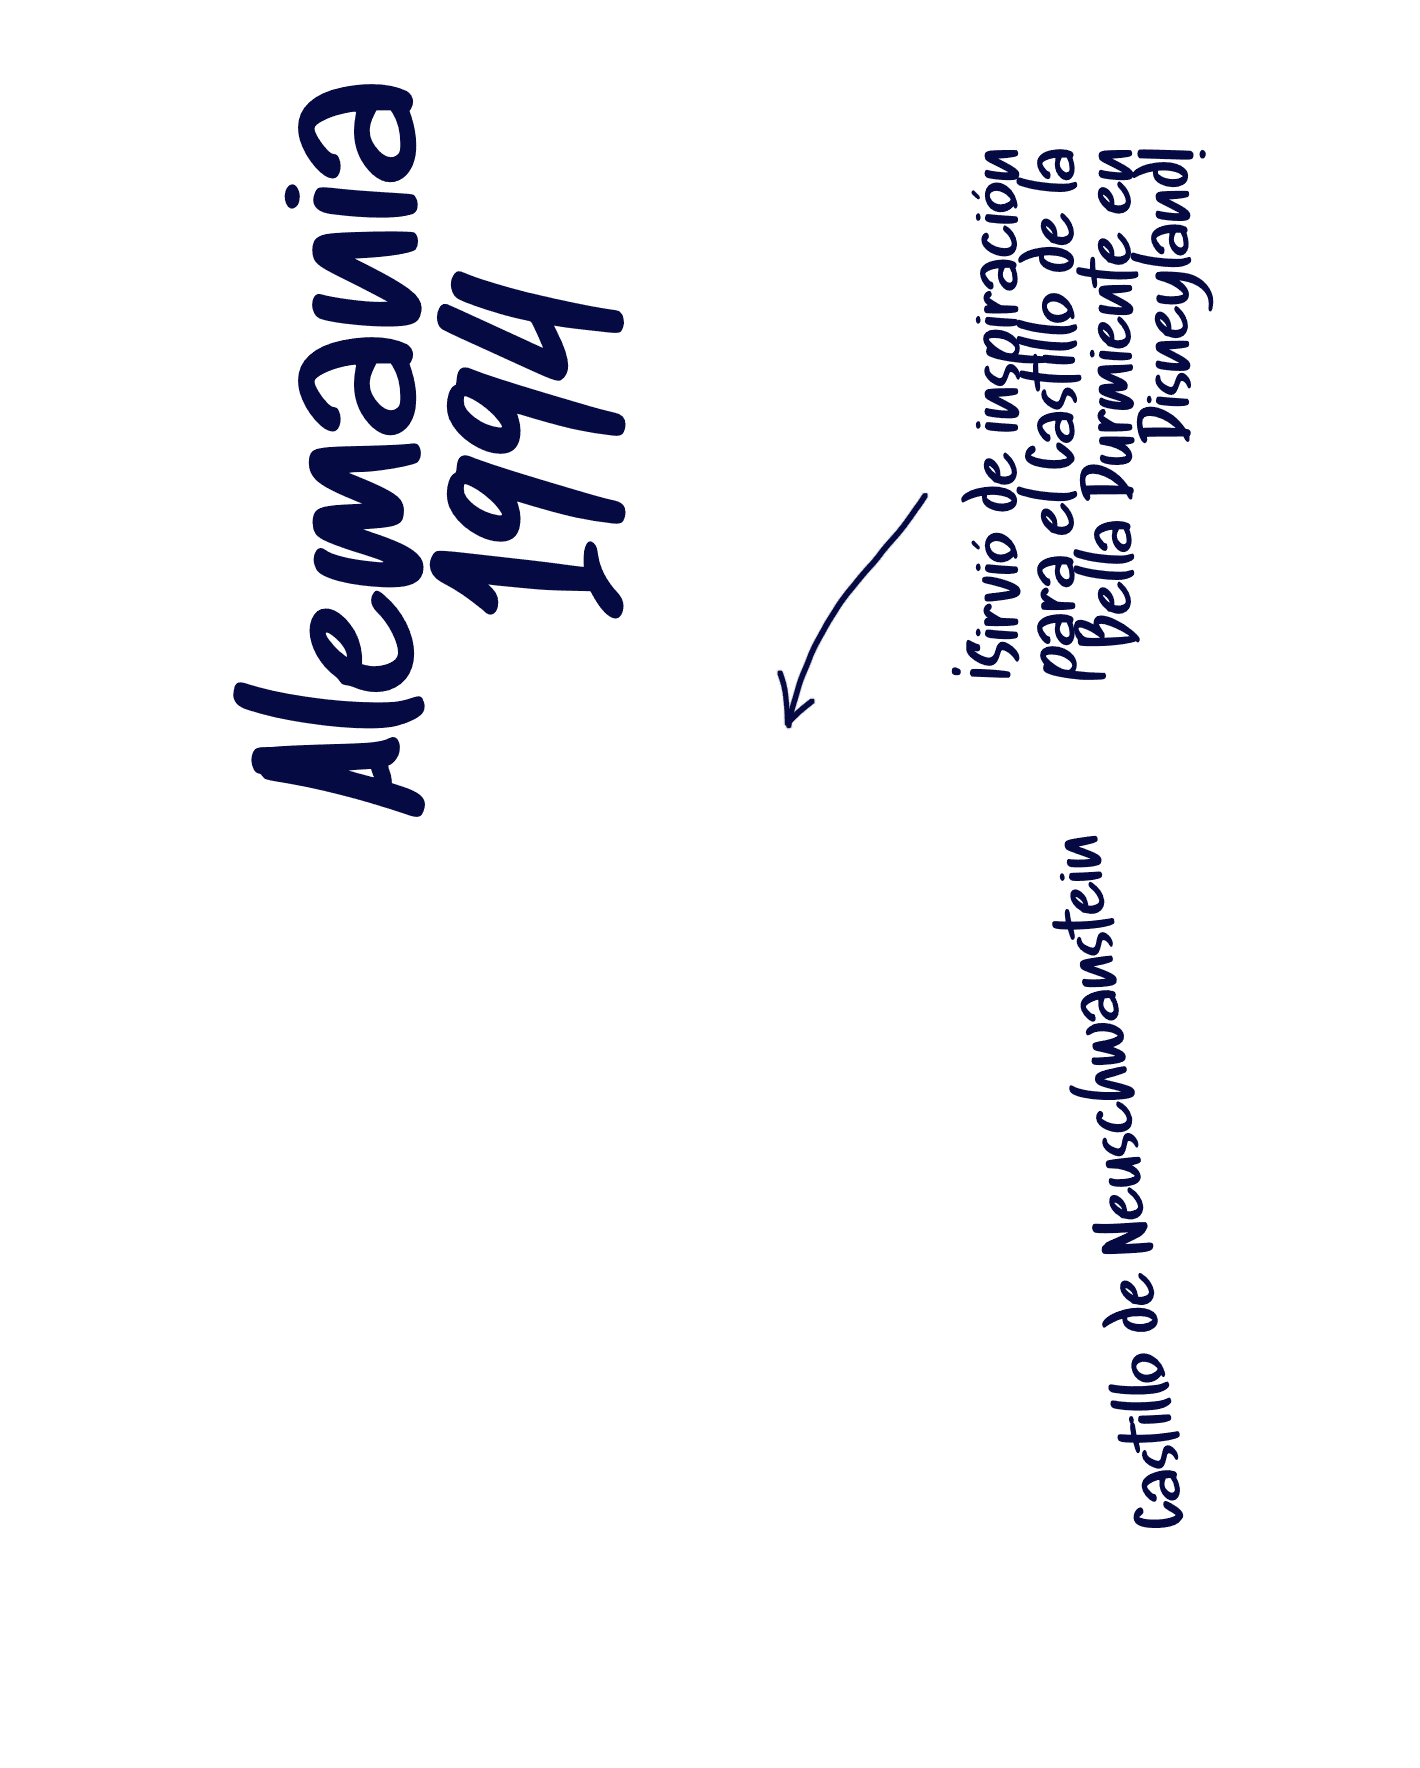 Alemania
1994
¡Sirvió de inspiración
para el Castillo de la
Bella Durmiente en
Disneyland!
Castillo de Neuschwanstein